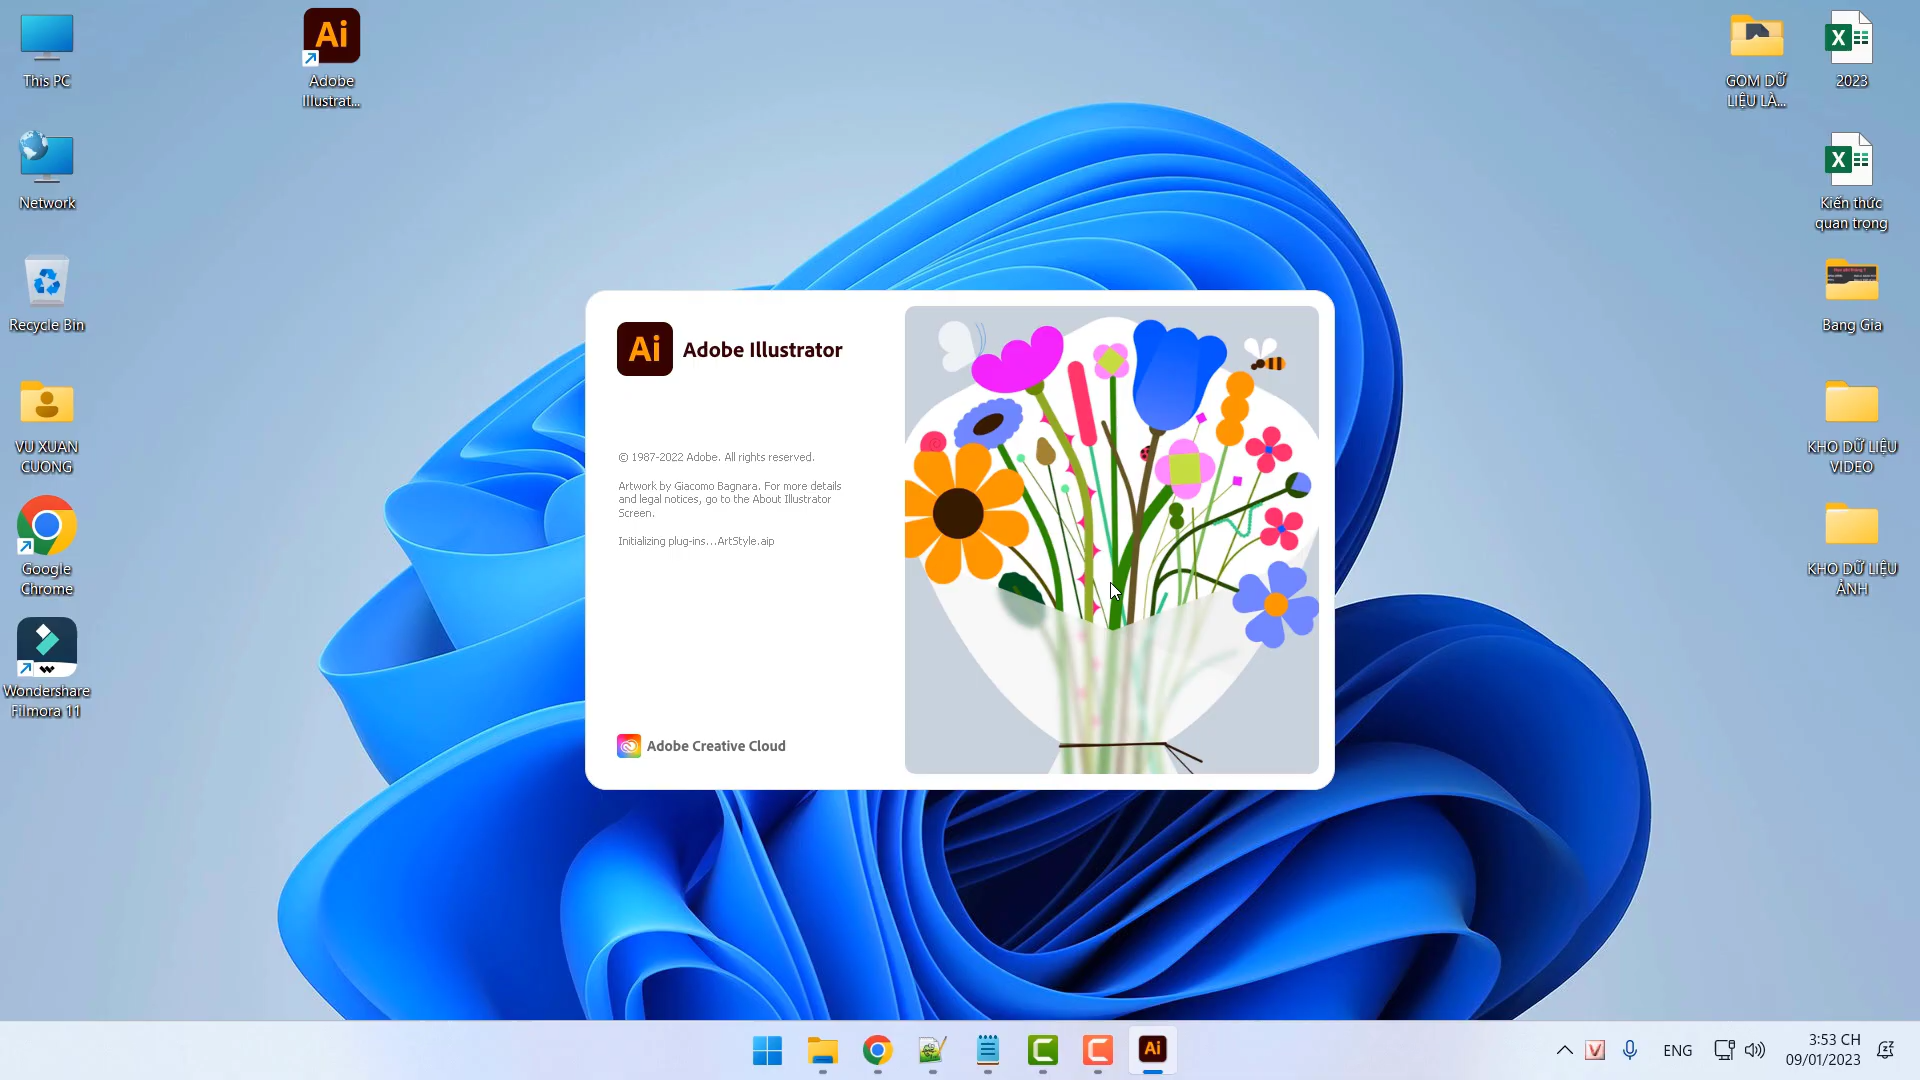 This PC
Network
Recycle Bin
VU XUAN
CUONG
Google
Chrome
Wondershare
Filmora 11
Ai
Adobe
Illustrat...
Ai
Adobe Illustrator
© 1987-2022 Adobe. All rights reserved.
Artwork by Giacomo Bagnara. For more details
and legal notices, go to the About Illustrator
Screen.
Initializing plug-ins...ArtStyle.aip
Adobe Creative Cloud
GOM DỮ
LIỆU LÀ...
X
2023
X
Kiến thức
quan trọng
Bang Gia
KHO DỮ LIỆU
VIDEO
KHO DỮ LIỆU
ẢNH
Ai
V
ENG
3:53 CH
09/01/2023